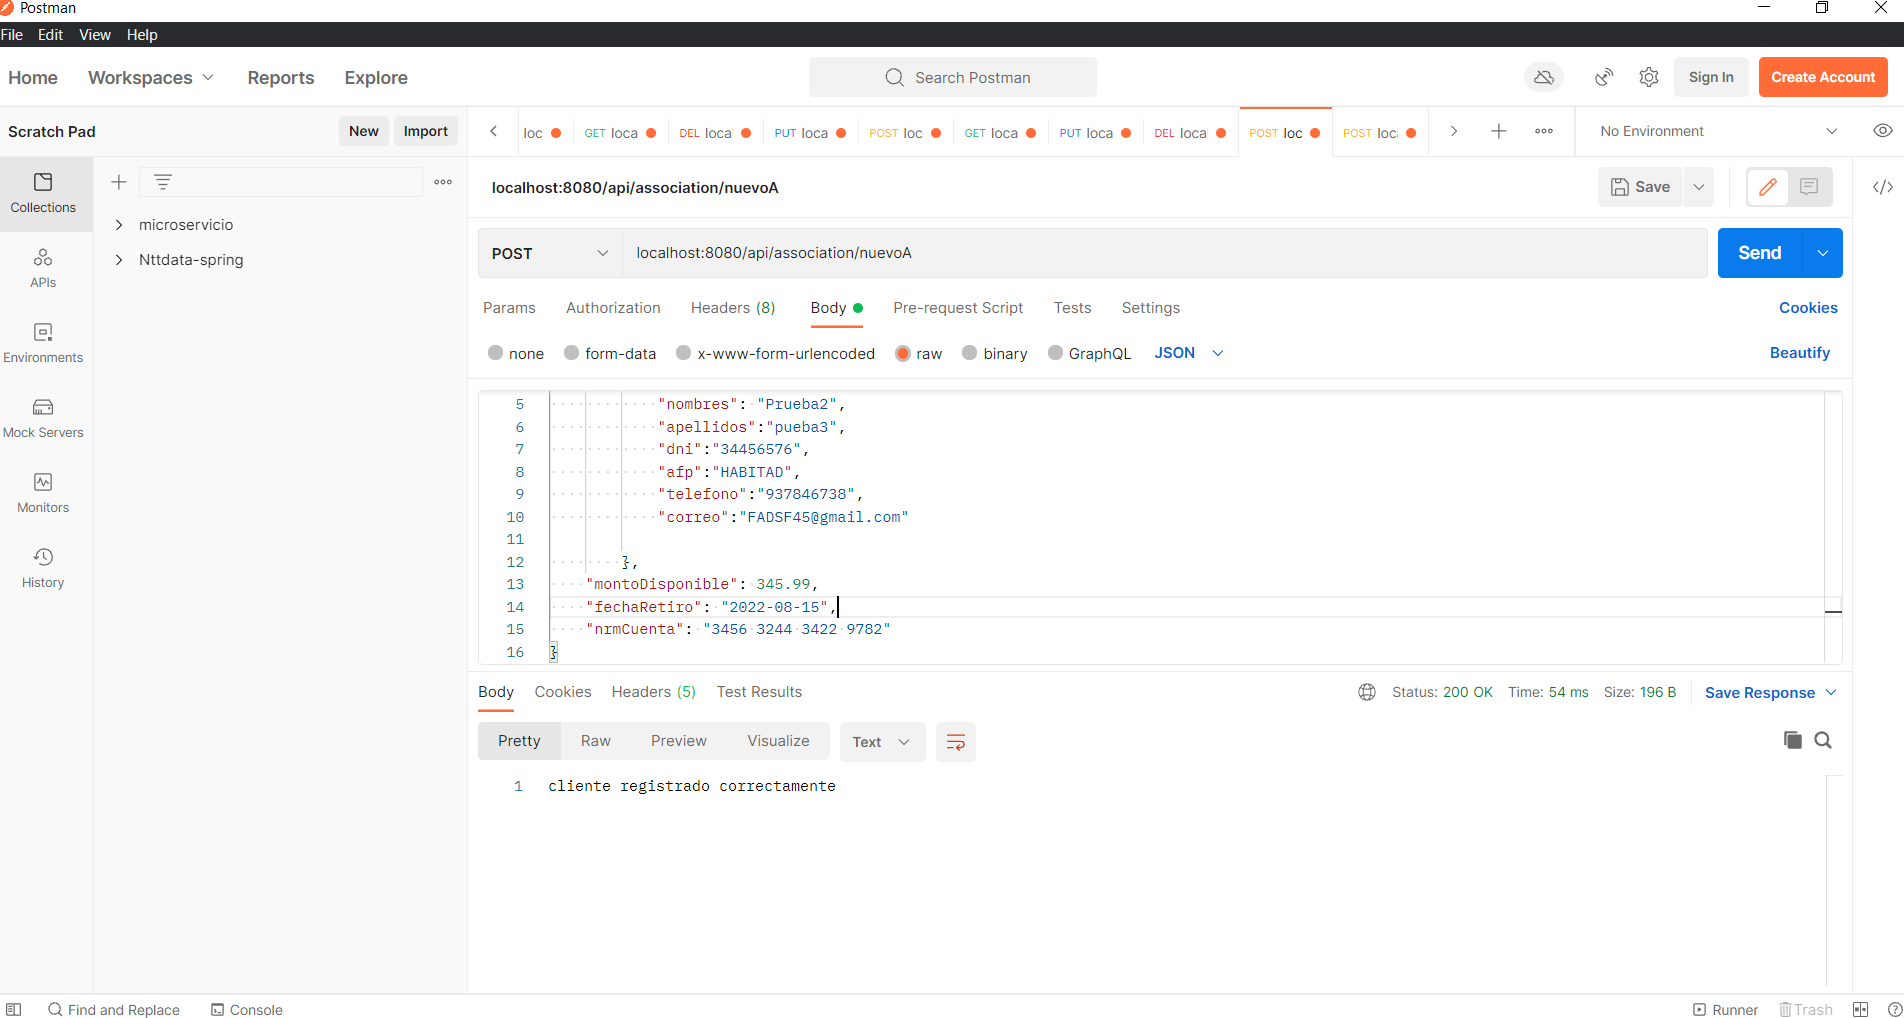 Postman
File Edit View Help
Home Workspaces Reports Explore Search Postman Sign In Create Account
Scratch Pad New Import
loc GET loca DEL loca PUT loca POST loc GET loca PUT loca DEL loca POST loc POST loc No Environment
Collections
APIs
Environments
Mock Servers
Monitors
History
microservicio
Nttdata-spring
localhost:8080/api/association/nuevoA Save
POST localhost:8080/api/association/nuevoA Send
Params Authorization Headers (8) Body Pre-request Script Tests Settings Cookies
none form-data x-www-form-urlencoded raw binary GraphQL JSON Beautify
5 "nombres": "Prueba2",
6 "apellidos":"pueba3",
7 "dni":"34456576",
8 "afp":"HABITAD",
9 "telefono":"937846738",
10 "correo":"FADSF45@gmail.com"
11
12 },
13 "montoDisponible": 345.99,
14 "fechaRetiro": "2022-08-15",
15 "nrmCuenta": "3456 3244 3422 9782"
16 }
Body Cookies Headers (5) Test Results Status: 200 OK Time: 54 ms Size: 196 B Save Response
Pretty Raw Preview Visualize Text
1 cliente registrado correctamente
Find and Replace Console Runner Trash